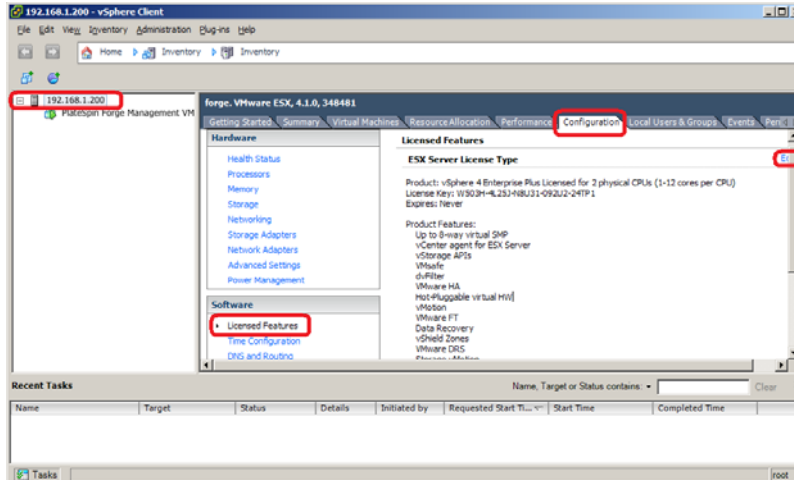 192.168.1.200 - vSphere Client
File Edit View Inventory Administration Plug-ins Help
Home Inventory Inventory
192.168.1.200
PlateSpin Forge Management VM
forge. VMware ESX, 4.1.0, 348481
Getting Started Summary Virtual Machines Resource Allocation Performance Configuration Local Users & Groups Events
Hardware
Health Status
Processors
Memory
Storage
Networking
Storage Adapters
Network Adapters
Advanced Settings
Power Management
Software
Licensed Features
Time Configuration
DNS and Routing
Licensed Features
ESX Server License Type
Product: vSphere 4 Enterprise Plus Licensed for 2 physical CPUs (1-12 cores per CPU)
License Key:
Expires: Never
Product Features:
Up to 8-way virtual SMP
vCenter agent for ESX Server
vStorage APIs
VMsafe
dvFilter
VMware HA
Hot-Pluggable virtual HW
vMotion
VMware FT
Data Recovery
vShield Zones
VMware DRS
Storage vMotion
Recent Tasks
Name, Target or Status contains:
Clear
Name Target Status Details Initiated by Requested Start Ti... Start Time Completed Time
Tasks
root